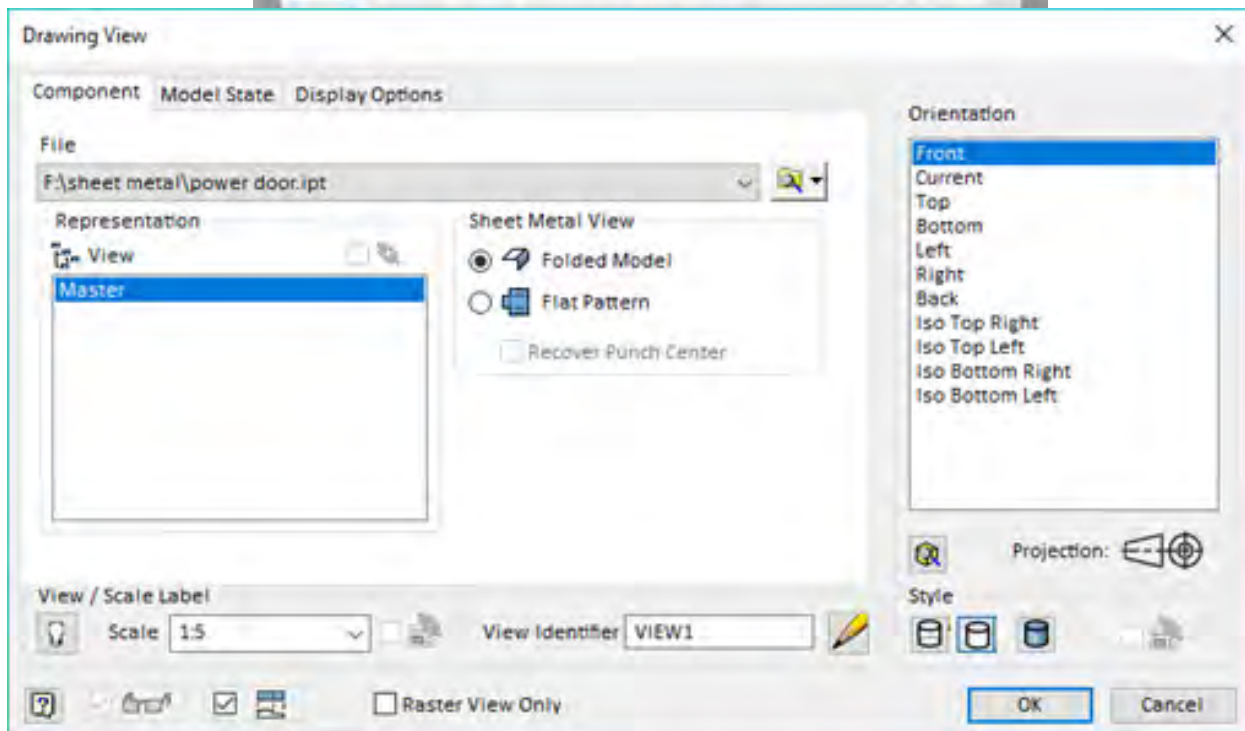 Drawing View
Component Model State Display Options
File
F:\sheet metal\power door.ipt
Representation
View
Master
Sheet Metal View
Folded Model
Flat Pattern
Recover Punch Center
Orientation
Front
Current
Top
Bottom
Left
Right
Back
Iso Top Right
Iso Top Left
Iso Bottom Right
Iso Bottom Left
Projection:
View / Scale Label
Scale 1:5
View Identifier VIEW1
Style
Raster View Only
OK
Cancel